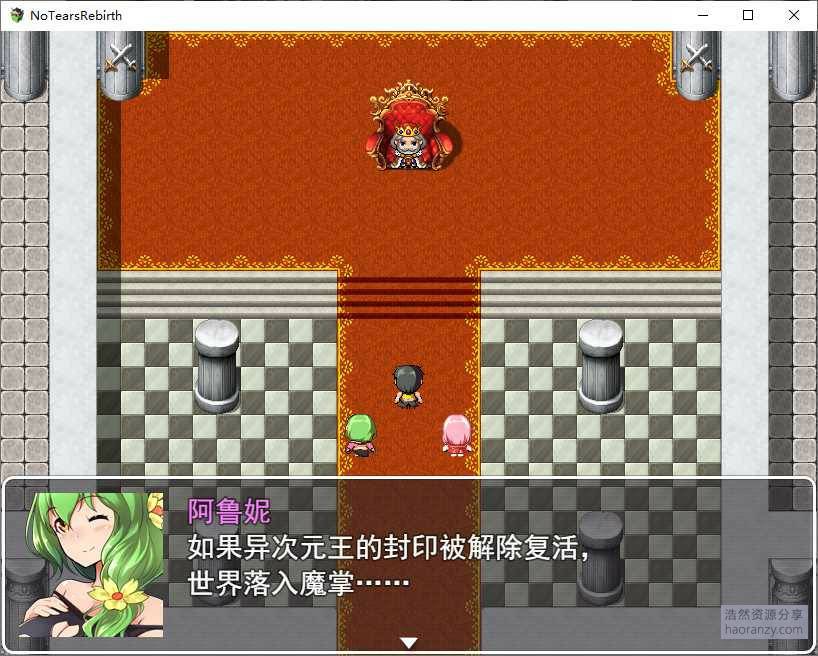 NoTearsRebirth
阿鲁妮
如果异次元王的封印被解除复活，
世界落入魔掌……
浩然资源分享
haoranzy.com